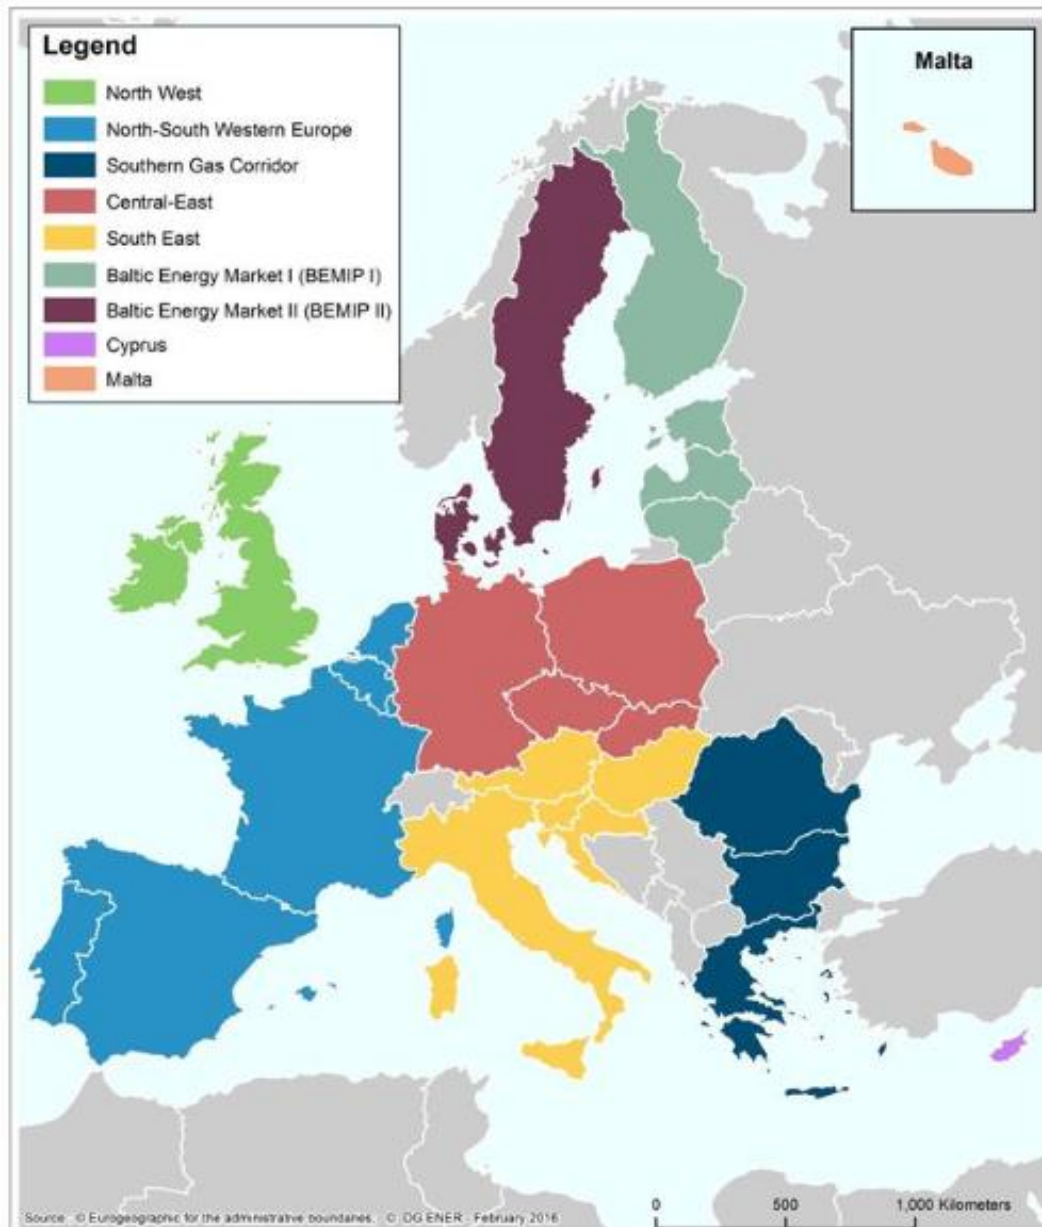 Legend
North West
North-South Western Europe
Southern Gas Corridor
Central-East
South East
Baltic Energy Market I (BEMIP I)
Baltic Energy Market II (BEMIP II)
Cyprus
Malta
Malta
0 500 1,000 Kilometers
Source: © Eurogeographic for the administrative boundaries. © DG ENER - February 2016